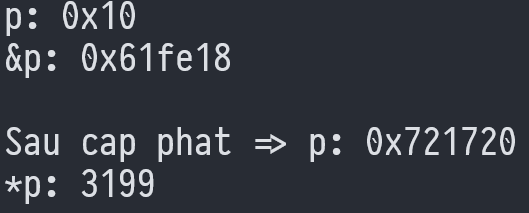 p: 0x10
&p: 0x61fe18
Sau cap phat => p: 0x721720
*p: 3199